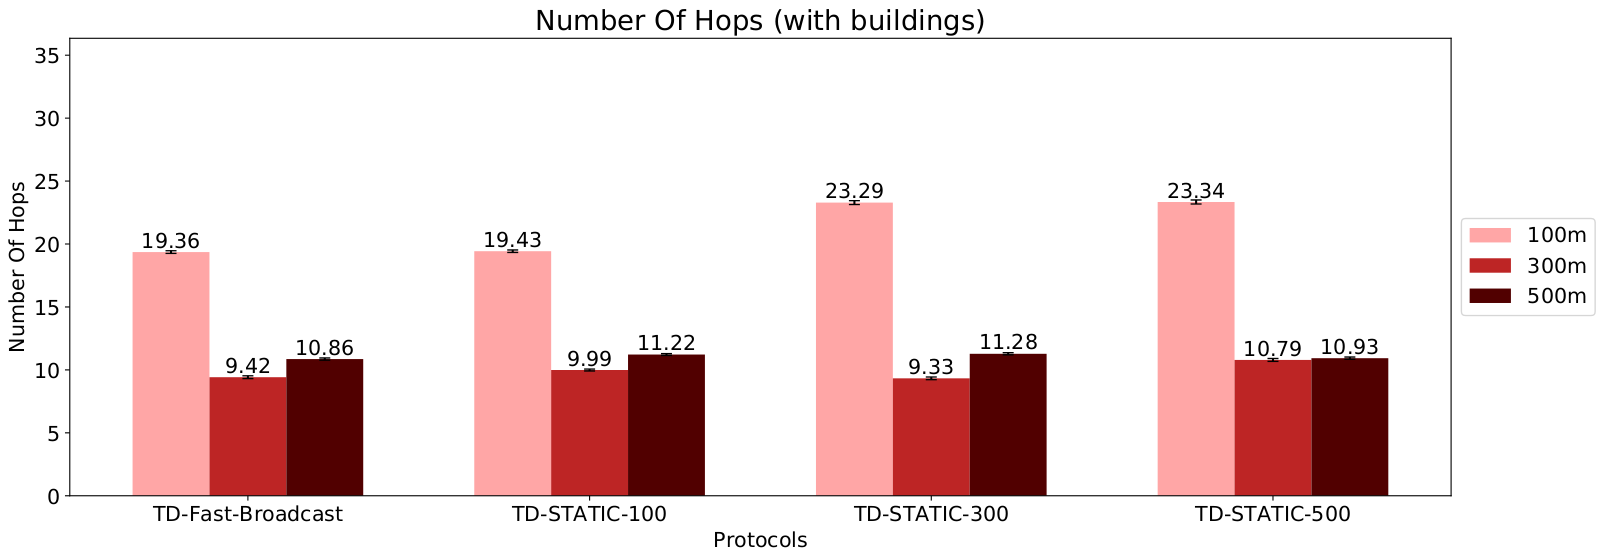 Number Of Hops (with buildings)
Number Of Hops
35
30
25
20
15
10
5
0
19.36
9.42
10.86
19.43
9.99
11.22
23.29
9.33
11.28
23.34
10.79
10.93
TD-Fast-Broadcast
TD-STATIC-100
TD-STATIC-300
TD-STATIC-500
Protocols
100m
300m
500m